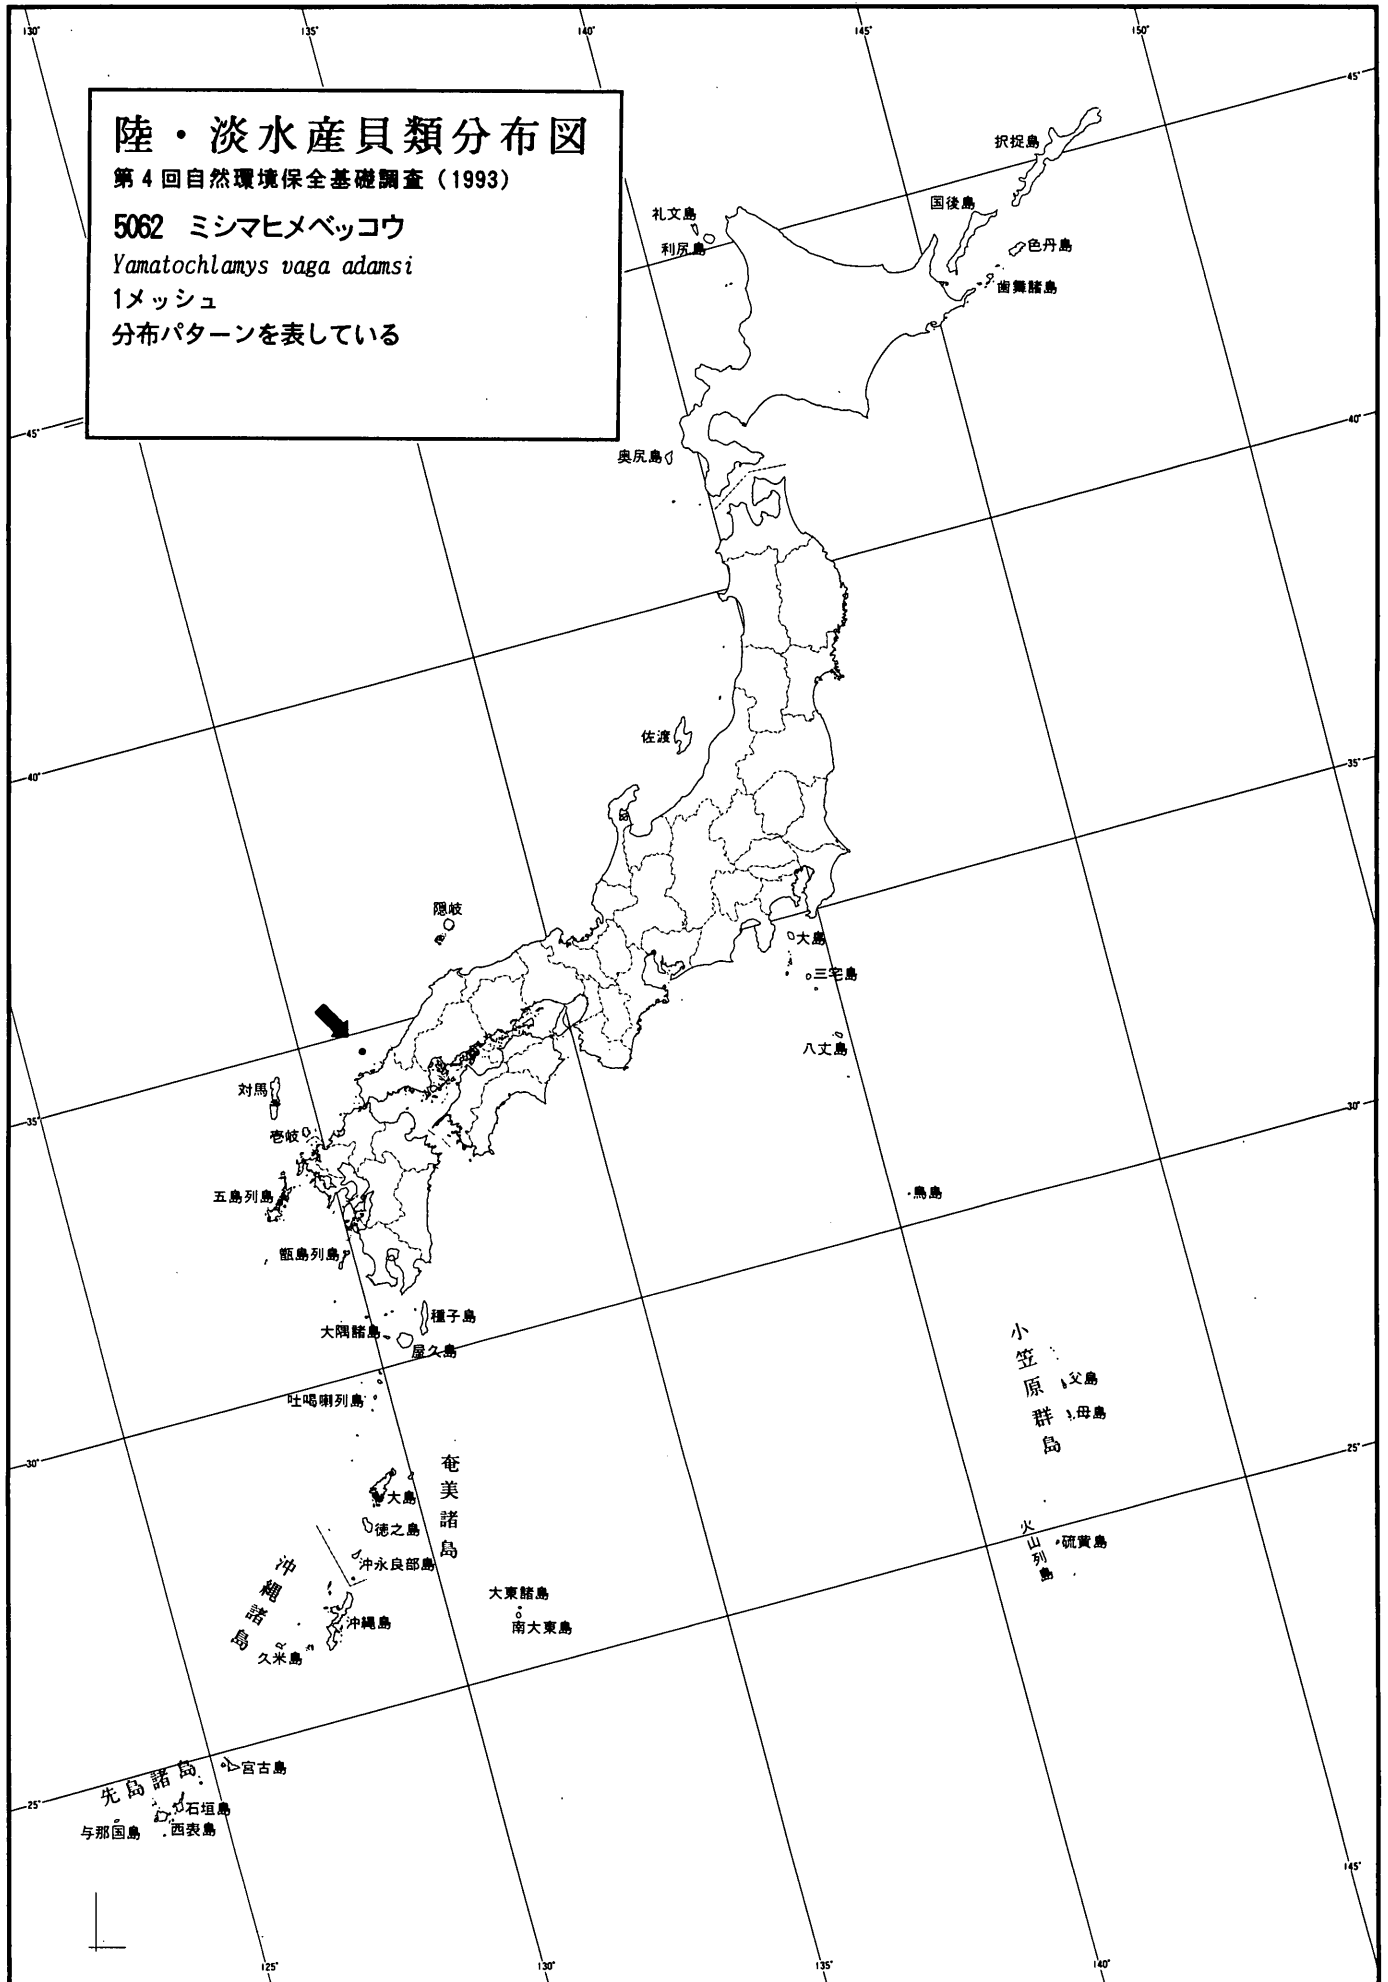 130°
135°
140°
145°
150°
陸・淡水産貝類分布図
第4回自然環境保全基礎調査（1993）
5062 ミシマヒメベッコウ
Yamatochlamys vaga adamsi
1メッシュ
分布パターンを表している
45°
択捉島
国後島
礼文島
利尻島
色丹島
歯舞諸島
45°
40°
奥尻島
佐渡
40°
35°
隠岐
大島
三宅島
八丈島
対馬
35°
30°
壱岐
五島列島
鳥島
甑島列島
種子島
大隅諸島
屋久島
吐喝喇列島
小笠原群島
父島
母島
30°
25°
奄美諸島
大島
徳之島
沖永良部島
火山列島
硫黄島
沖縄諸島
沖縄島
久米島
大東諸島
南大東島
先島諸島
宮古島
石垣島
西表島
与那国島
25°
145°
125°
130°
135°
140°